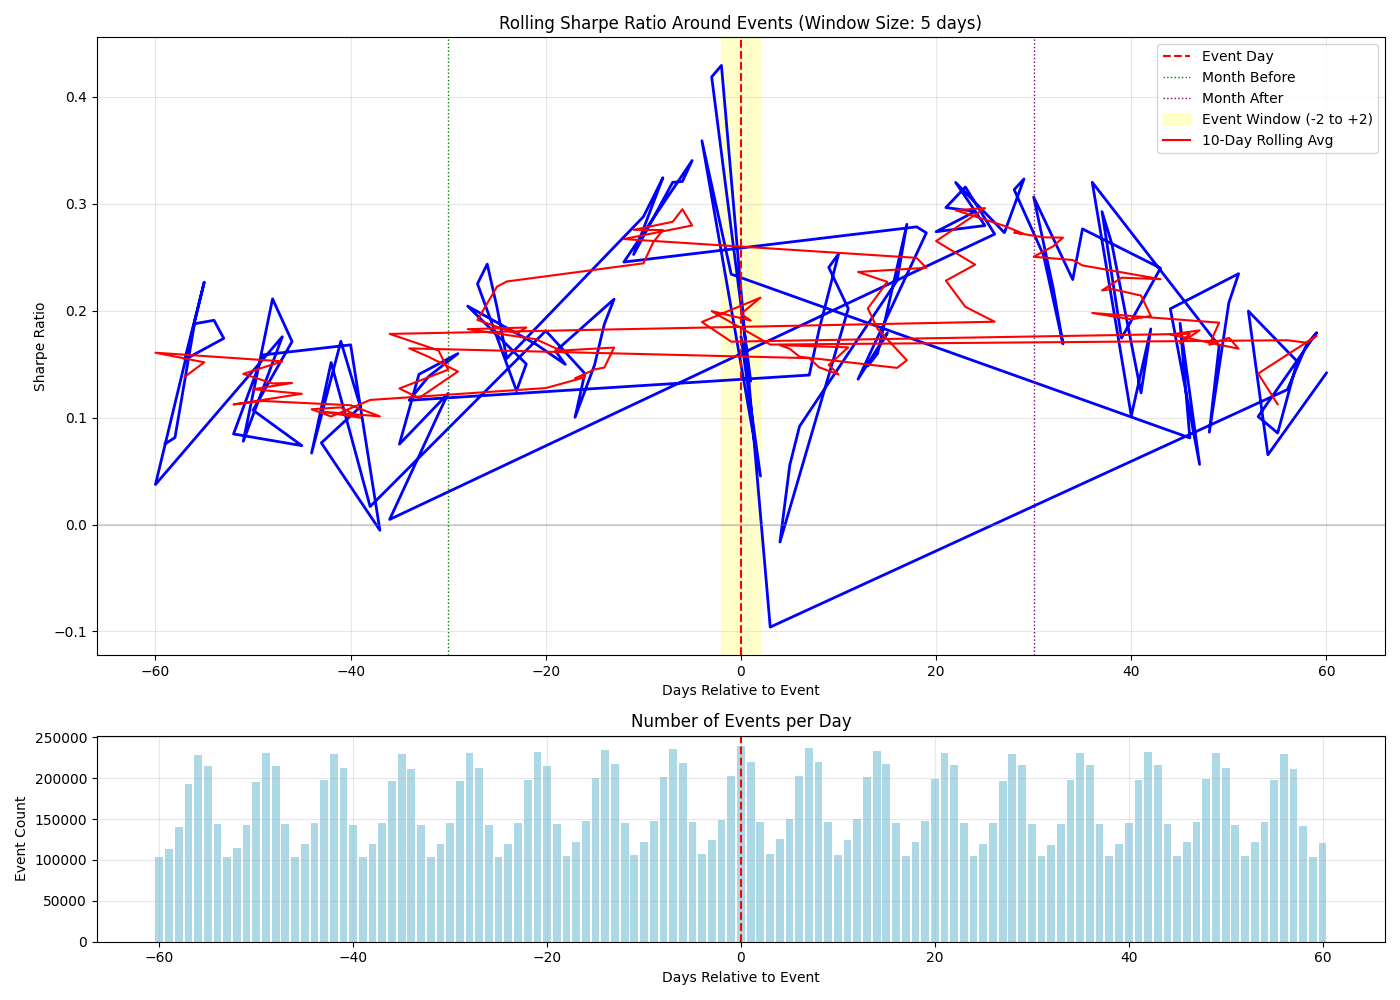 Rolling Sharpe Ratio Around Events (Window Size: 5 days)
Event Day
Month Before
Month After
Event Window (-2 to +2)
10-Day Rolling Avg
Sharpe Ratio
0.4
0.3
0.2
0.1
0.0
−0.1
−60 −40 −20 0 20 40 60
Days Relative to Event
Number of Events per Day
Event Count
250000
200000
150000
100000
50000
0
−60 −40 −20 0 20 40 60
Days Relative to Event